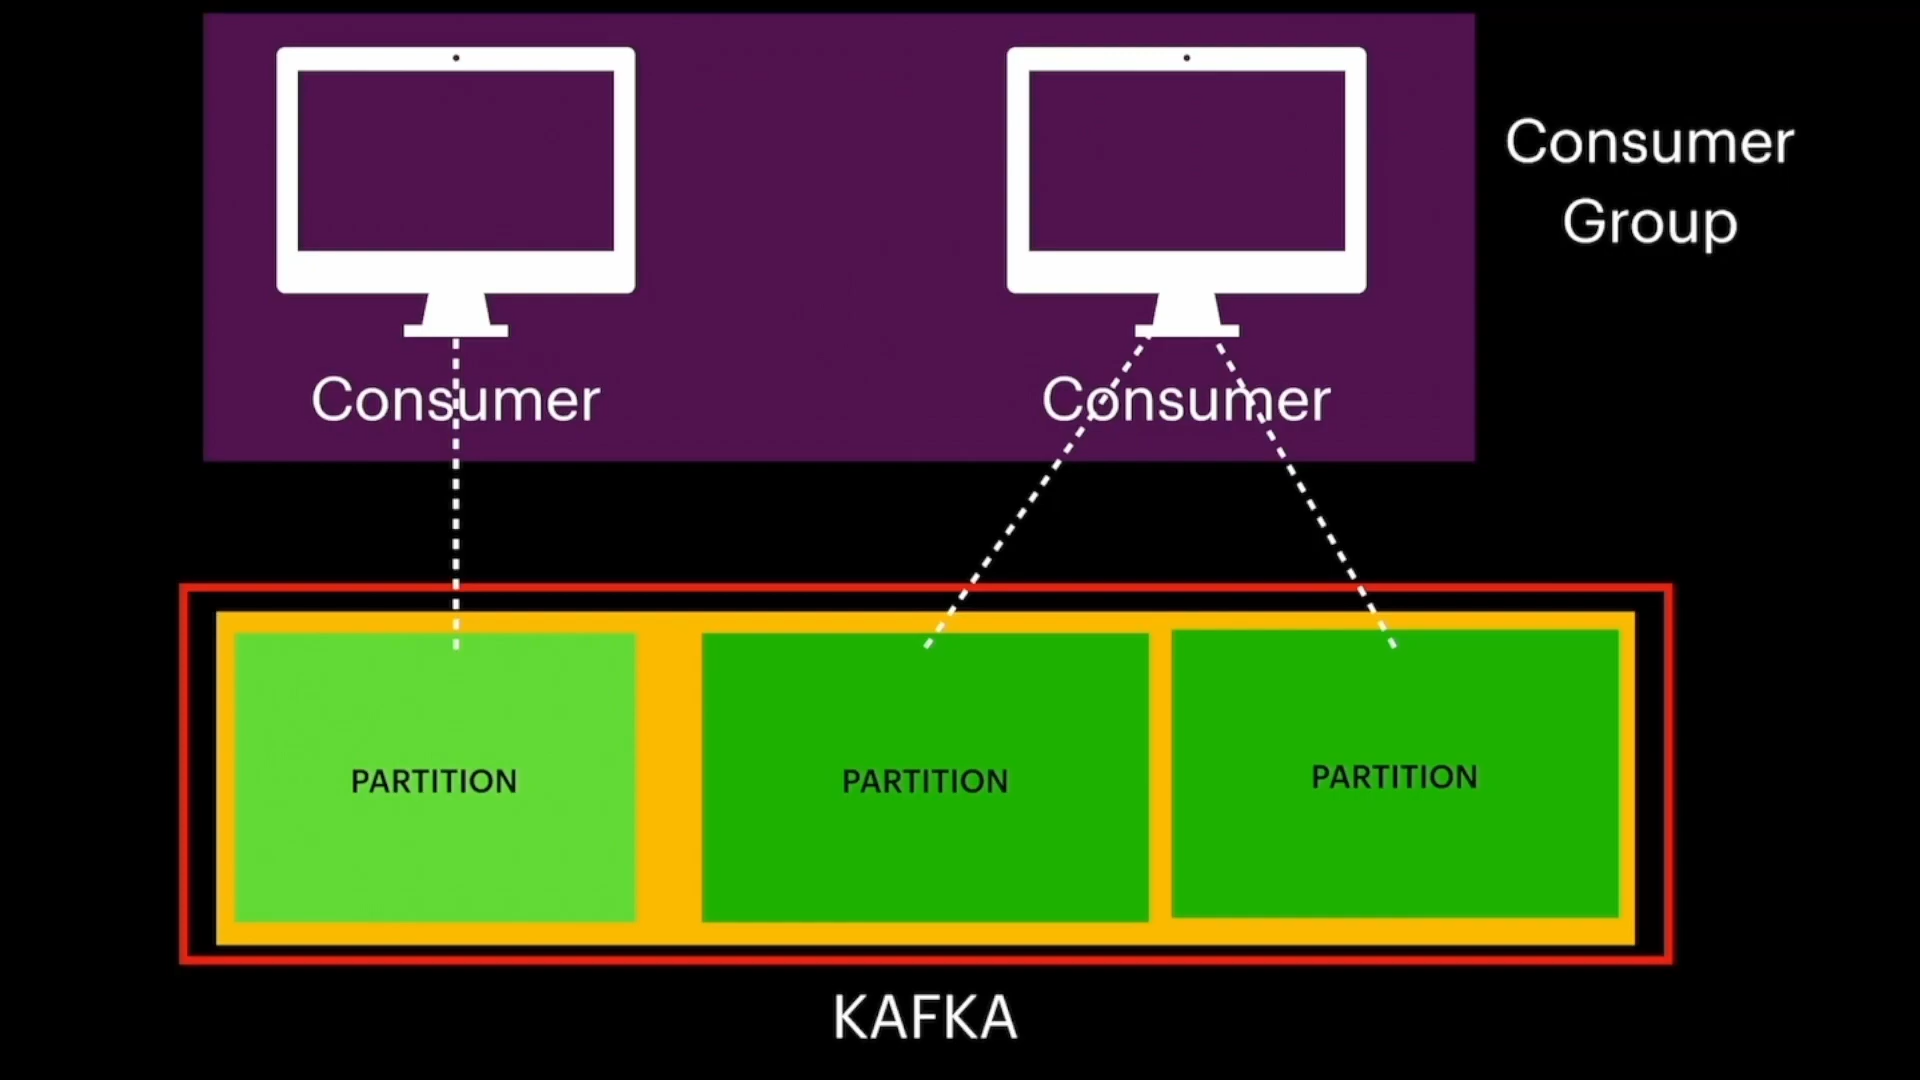 Consumer
Group
Consumer
Consumer
PARTITION
PARTITION
PARTITION
KAFKA